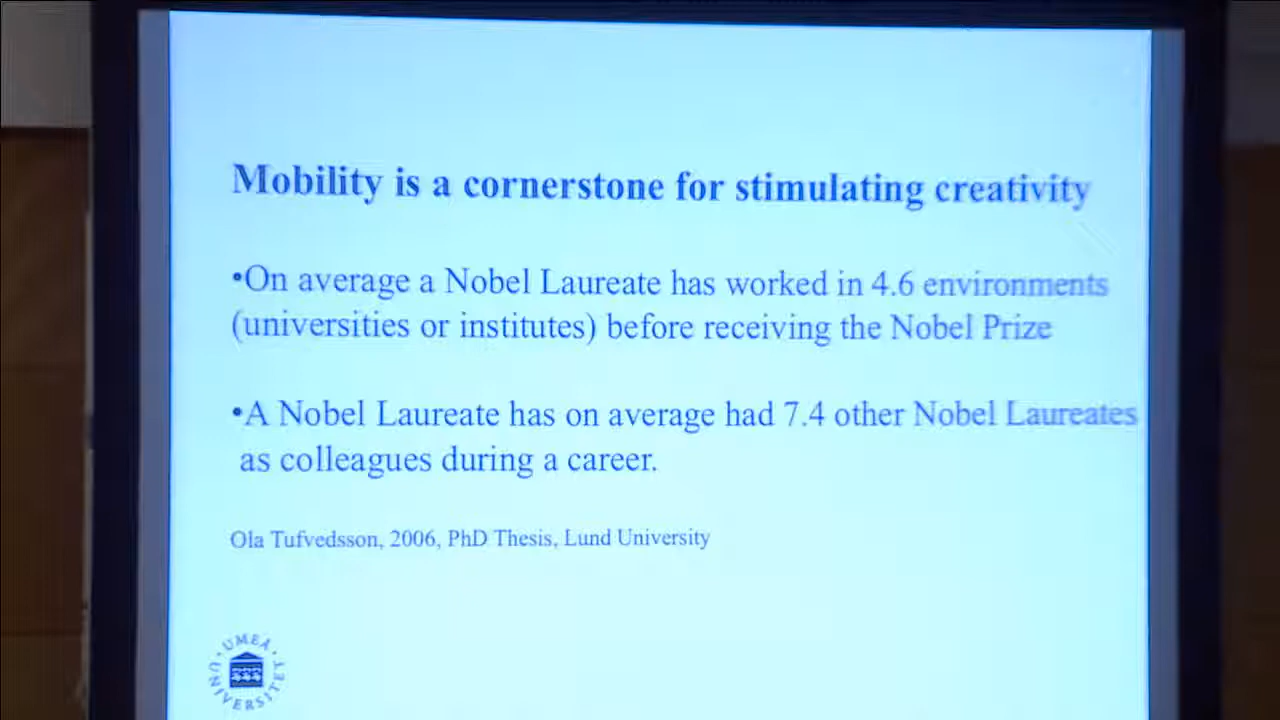 Mobility is a cornerstone for stimulating creativity
•On average a Nobel Laureate has worked in 4.6 environments
(universities or institutes) before receiving the Nobel Prize
•A Nobel Laureate has on average had 7.4 other Nobel Laureates
as colleagues during a career.
Ola Tufvedsson, 2006, PhD Thesis, Lund University
UMEÅ
UNIVERSITET